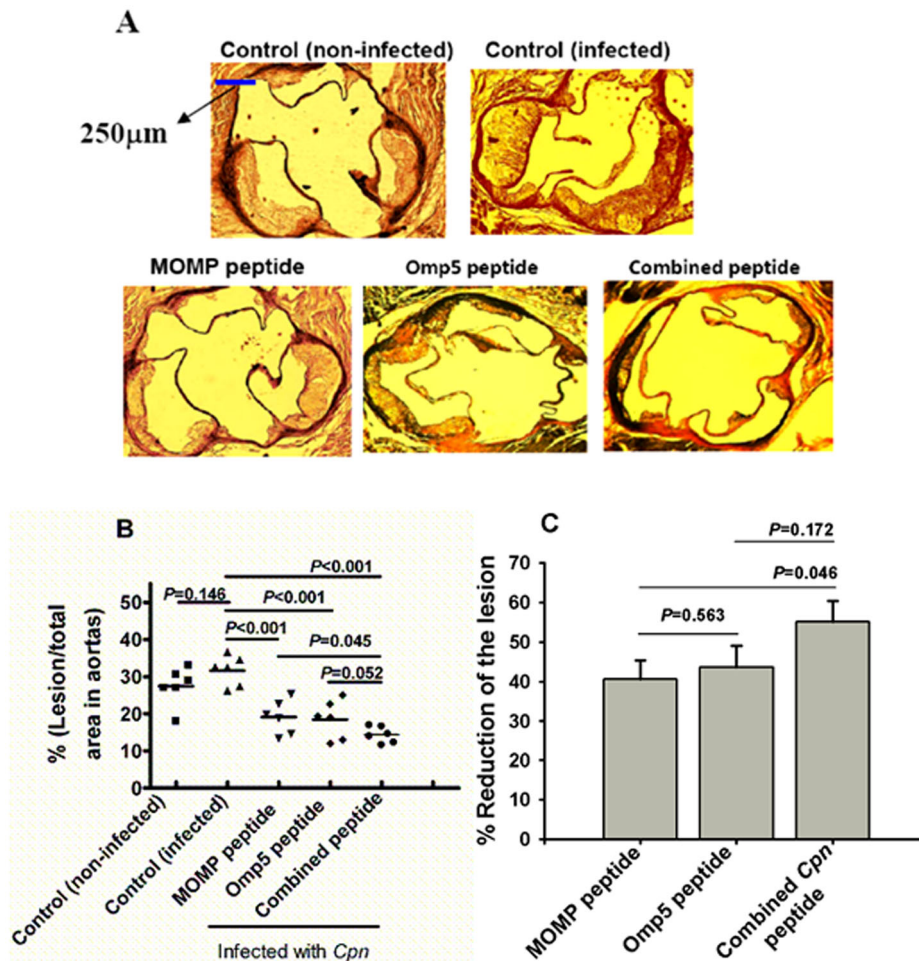 A
Control (non-infected) Control (infected)
250µm
MOMP peptide Omp5 peptide Combined peptide
B
P<0.001
P=0.146 P<0.001
P<0.001 P=0.045
P=0.052
% (Lesion/total
area in aortas)
50
40
30
20
10
0
Control (non-infected)
Control (infected)
MOMP peptide
Omp5 peptide
Combined peptide
Infected with Cpn
C
P=0.172
P=0.046
P=0.563
% Reduction of the lesion
70
60
50
40
30
20
10
0
MOMP peptide
Omp5 peptide
Combined Cpn
peptide